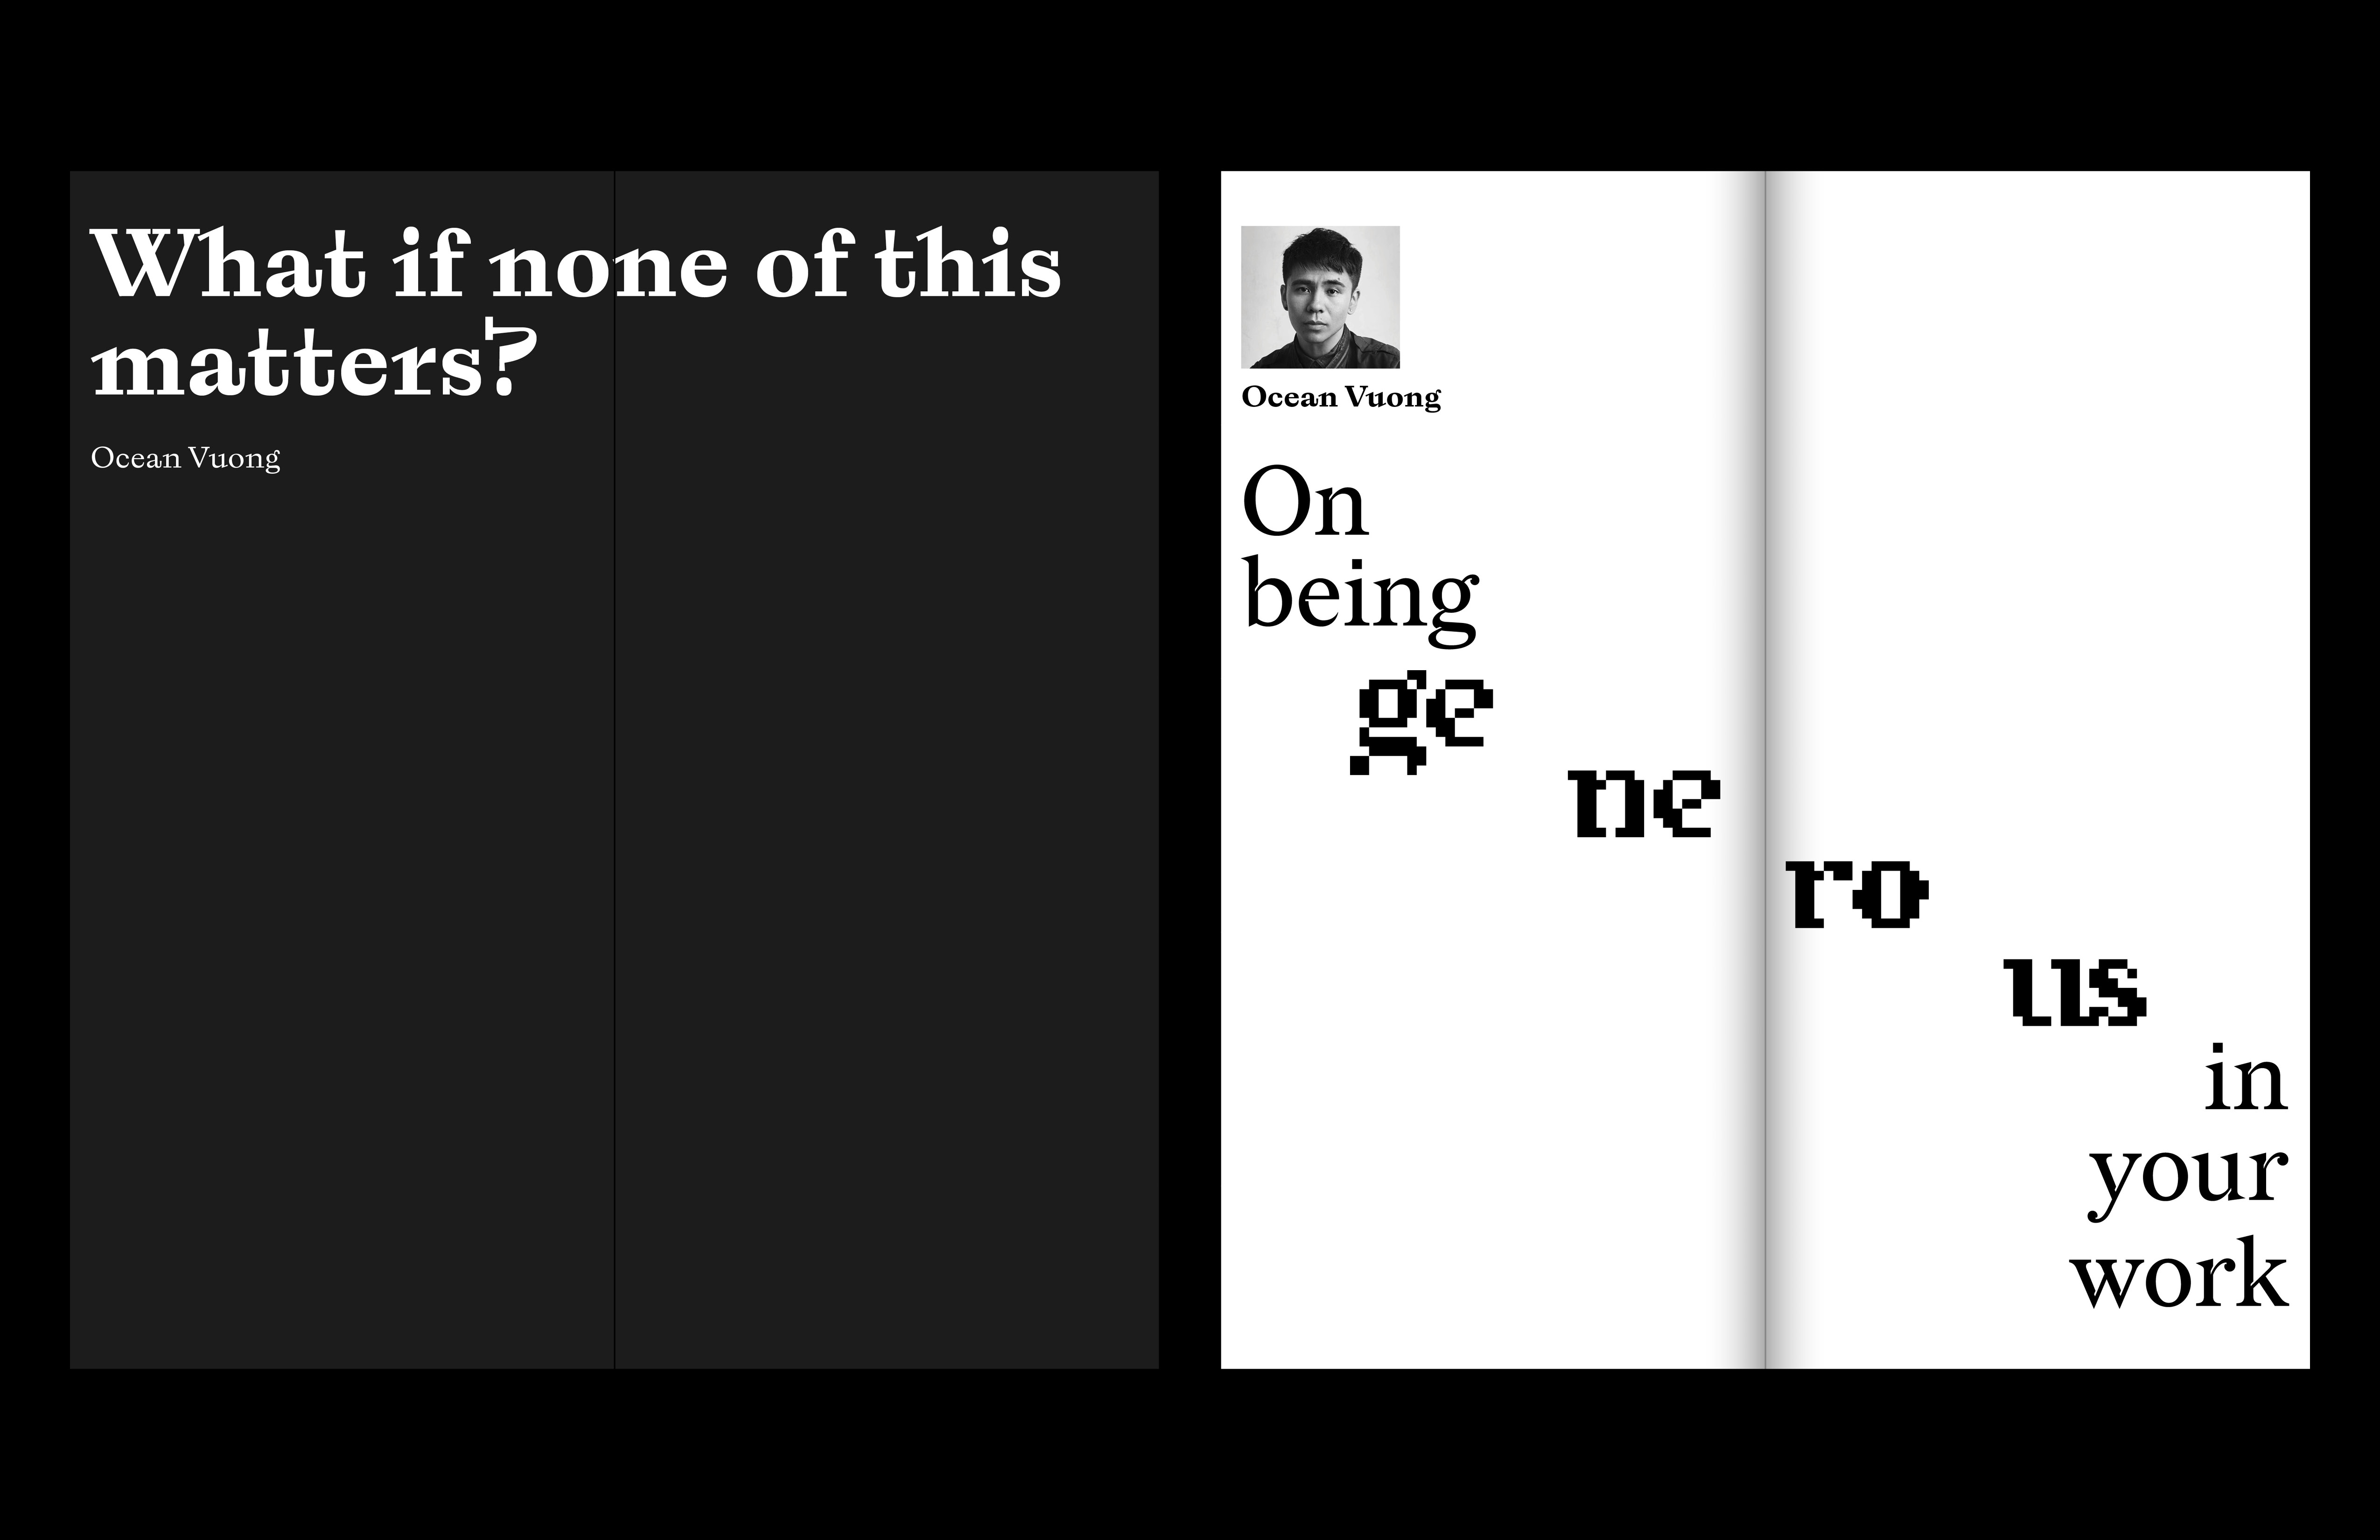 What if none of this
matters?
Ocean Vuong
Ocean Vuong
On
being
ge
ne
ro
us
in
your
work